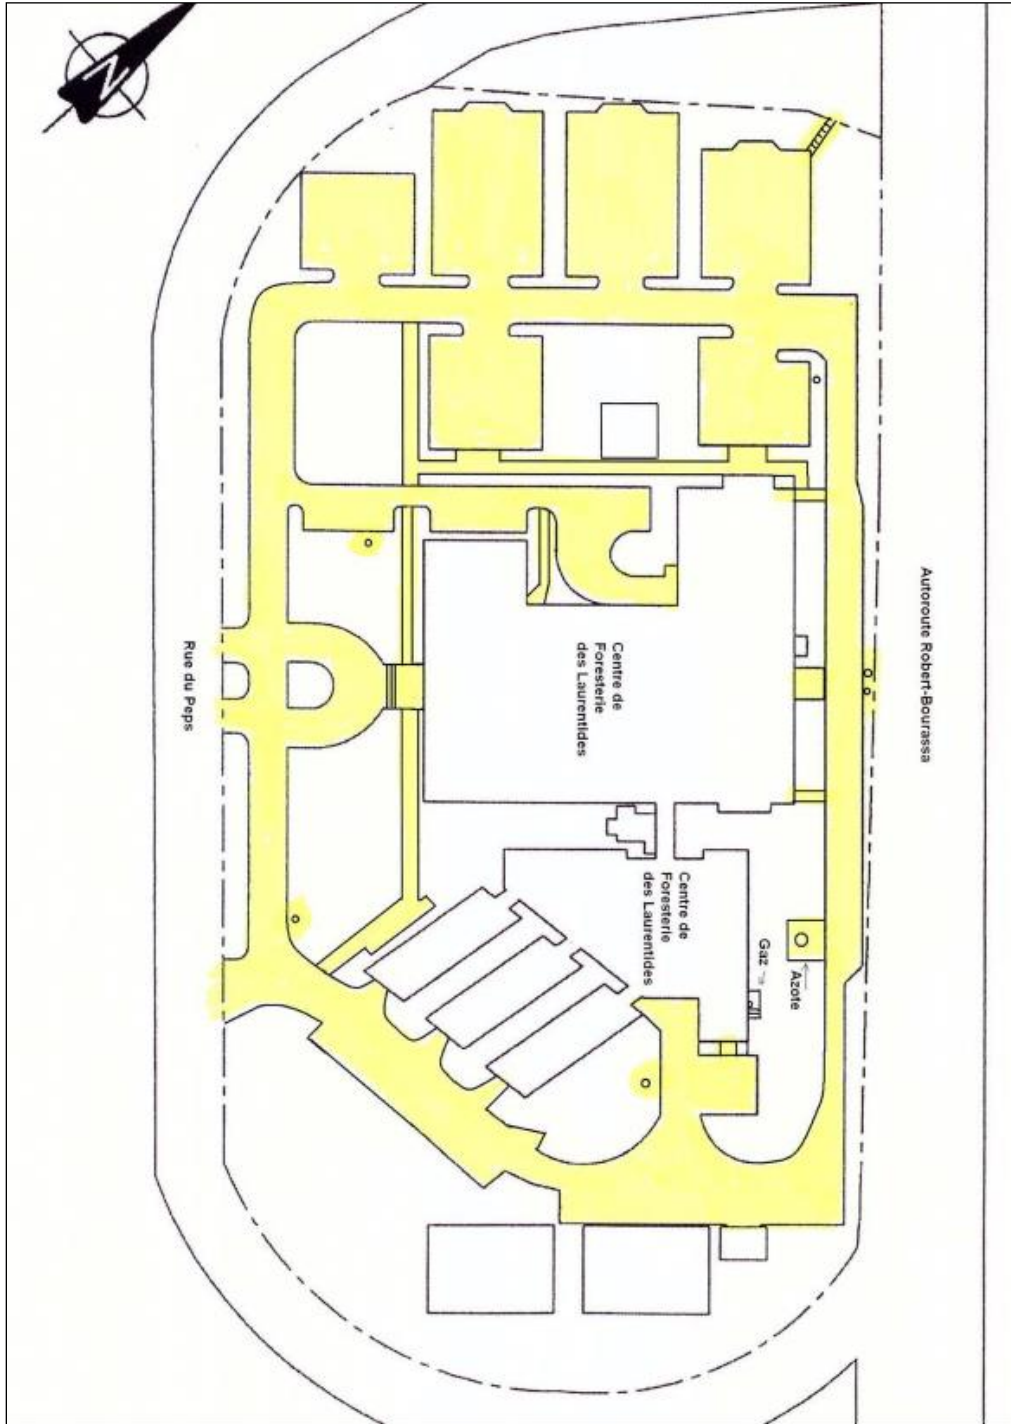 N
Autoroute Robert-Bourassa
Rue du Peps
Centre de
Foresterie
des Laurentides
Centre de
Foresterie
des Laurentides
Gaz →
← Azote